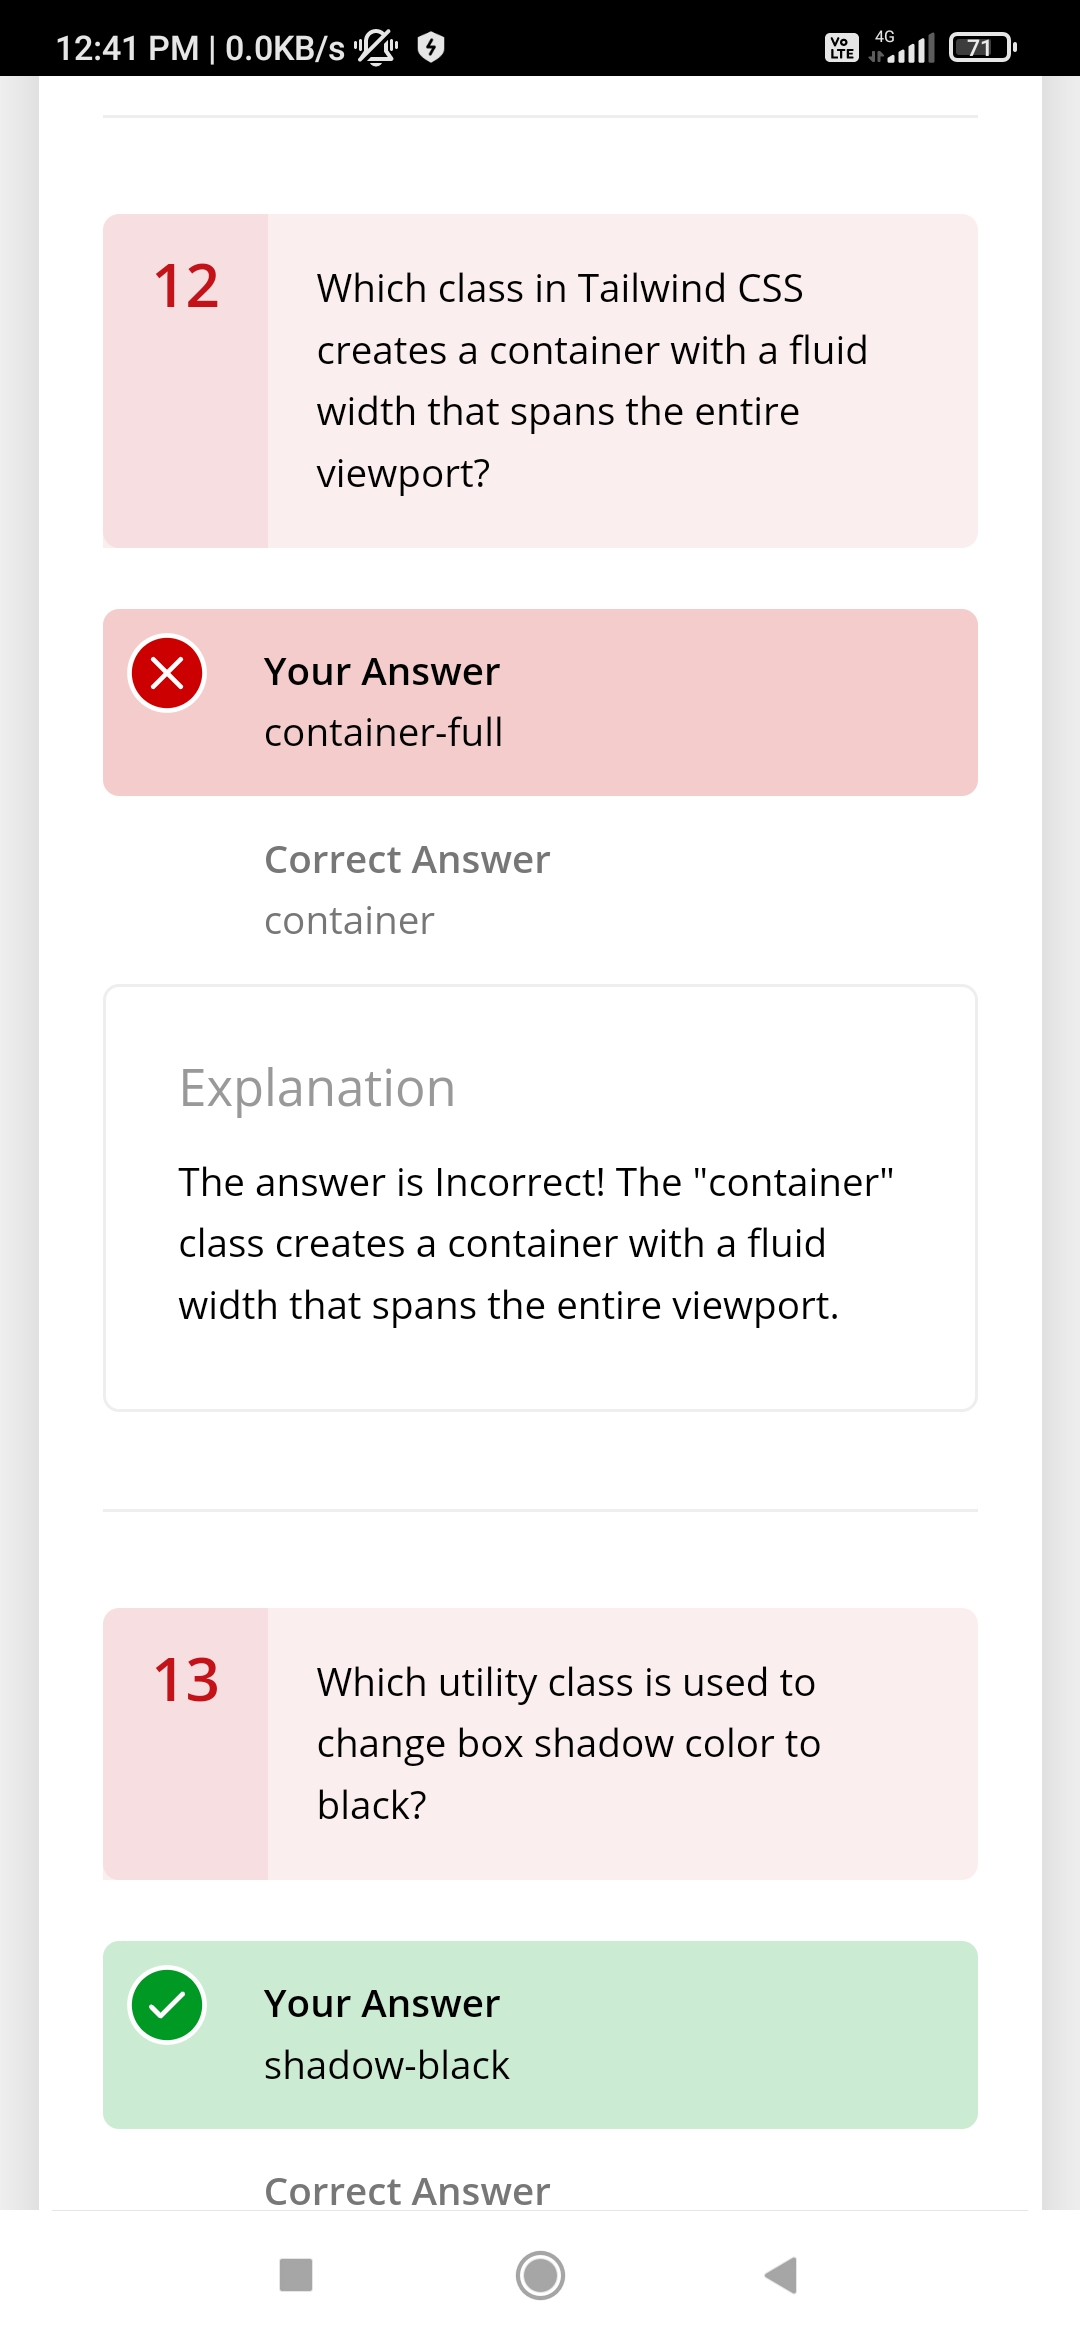 12:41 PM | 0.0KB/s
Vo LTE
4G
71
12
Which class in Tailwind CSS
creates a container with a fluid
width that spans the entire
viewport?
Your Answer
container-full
Correct Answer
container
Explanation
The answer is Incorrect! The "container"
class creates a container with a fluid
width that spans the entire viewport.
13
Which utility class is used to
change box shadow color to
black?
Your Answer
shadow-black
Correct Answer